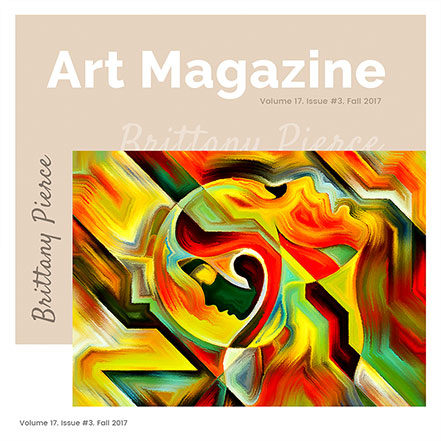 Art Magazine
Volume 17. Issue #3. Fall 2017
Brittany Pierce
Brittany Pierce
Volume 17. Issue #3. Fall 2017